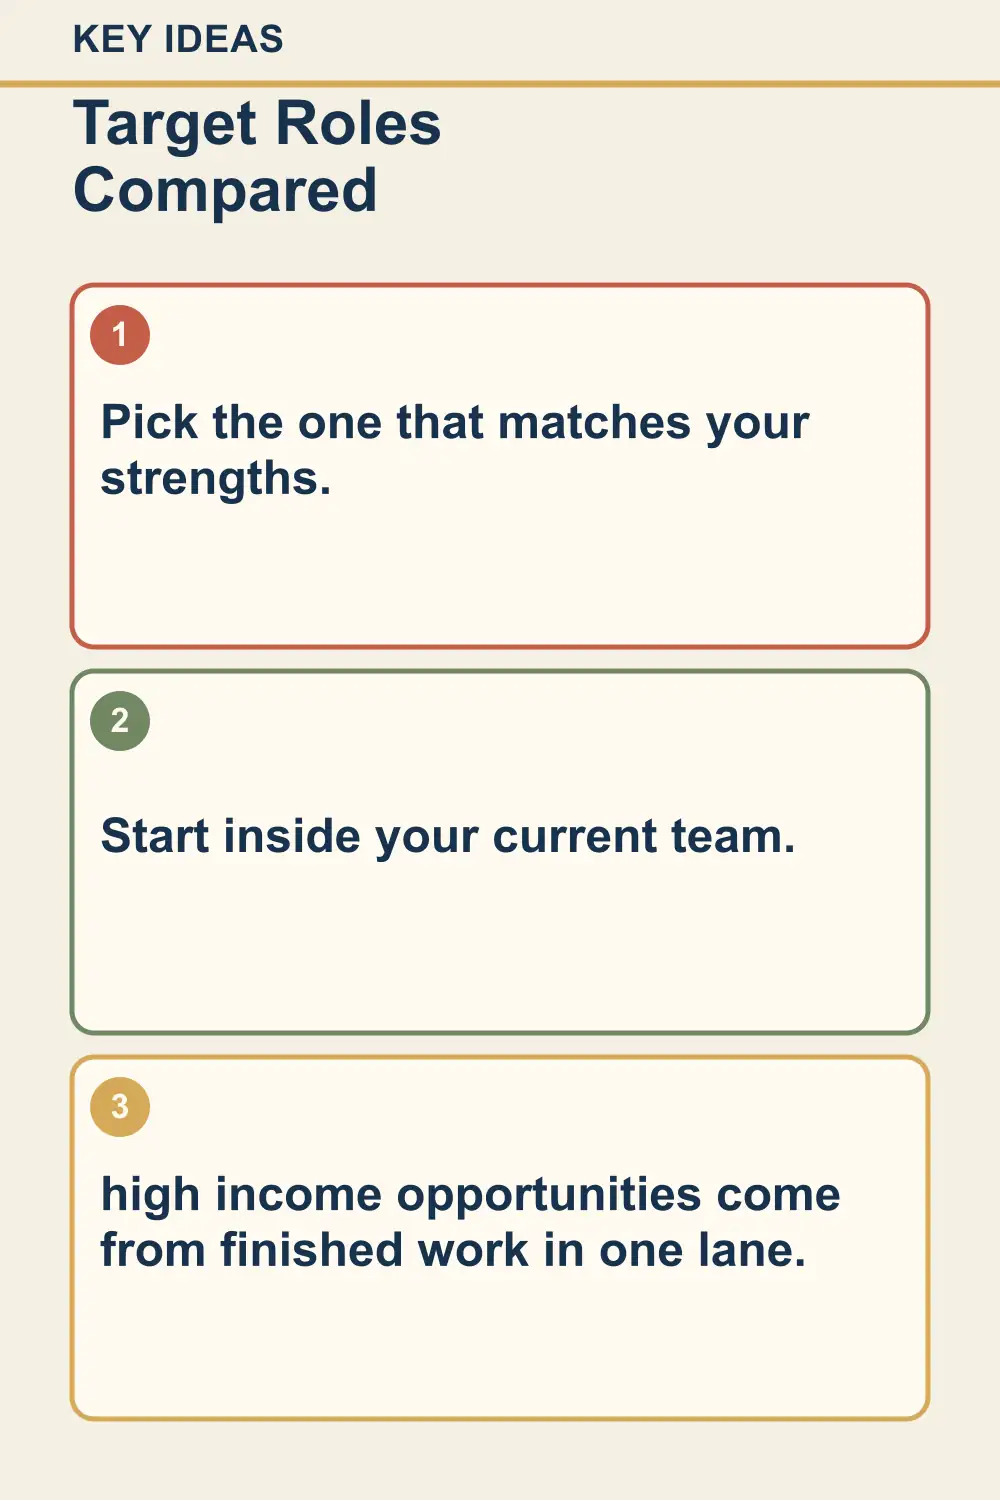 KEY IDEAS
Target Roles
Compared
1
Pick the one that matches your
strengths.
2
Start inside your current team.
3
high income opportunities come
from finished work in one lane.